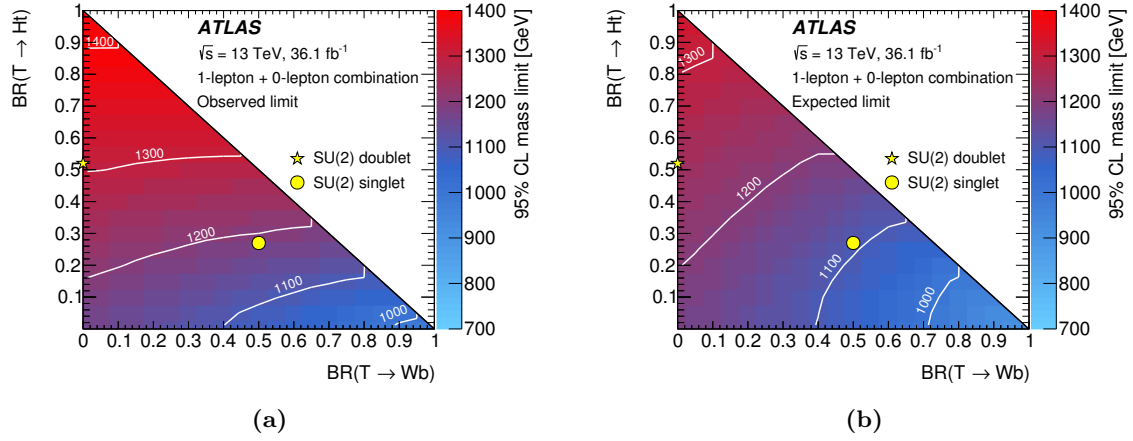 BR(T → Ht)
1
0.9
0.8
0.7
0.6
0.5
0.4
0.3
0.2
0.1
0 0.1 0.2 0.3 0.4 0.5 0.6 0.7 0.8 0.9 1
BR(T → Wb)
ATLAS
√s = 13 TeV, 36.1 fb⁻¹
1-lepton + 0-lepton combination
Observed limit
SU(2) doublet
SU(2) singlet
1400
1300
1200
1100
1000
1400
1300
1200
1100
1000
900
800
700
95% CL mass limit [GeV]
(a)
BR(T → Ht)
1
0.9
0.8
0.7
0.6
0.5
0.4
0.3
0.2
0.1
0 0.1 0.2 0.3 0.4 0.5 0.6 0.7 0.8 0.9 1
BR(T → Wb)
ATLAS
√s = 13 TeV, 36.1 fb⁻¹
1-lepton + 0-lepton combination
Expected limit
SU(2) doublet
SU(2) singlet
1300
1200
1100
1000
1400
1300
1200
1100
1000
900
800
700
95% CL mass limit [GeV]
(b)